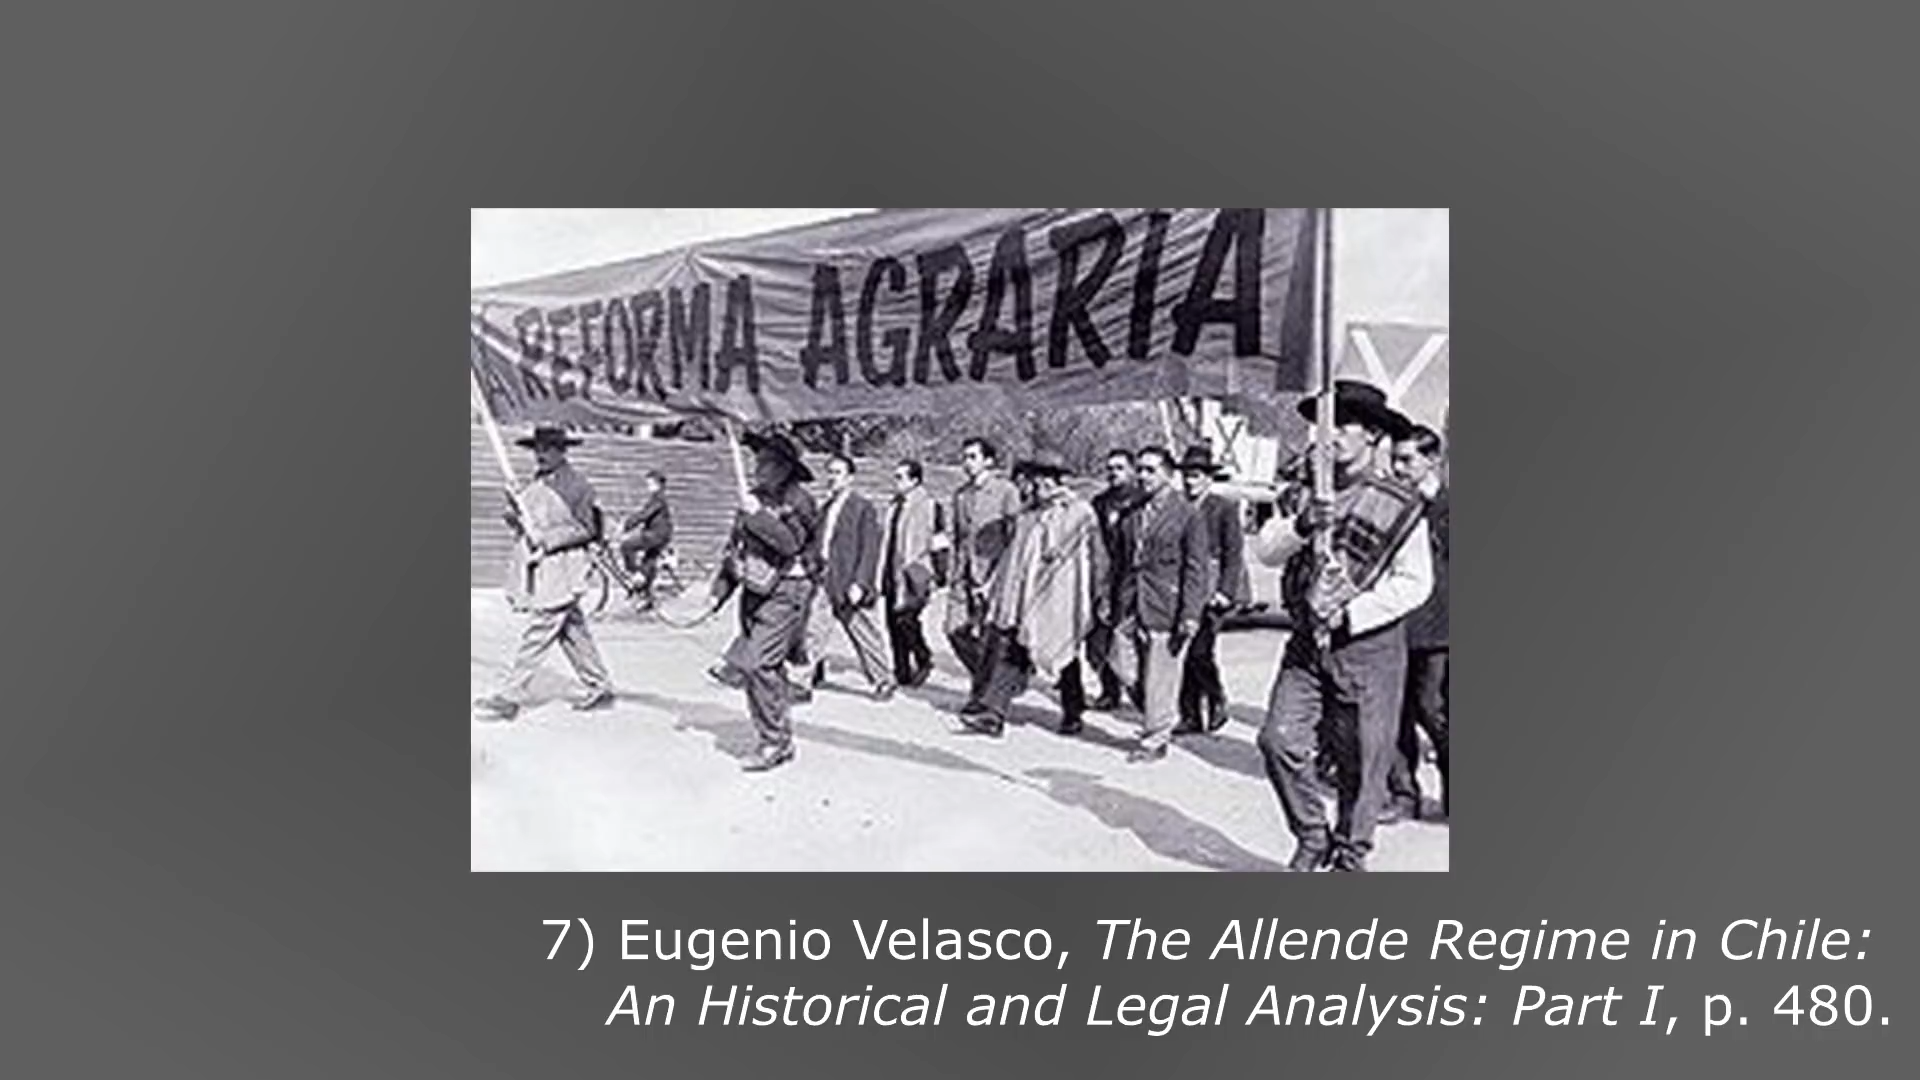 A REFORMA AGRARIA
7) Eugenio Velasco, The Allende Regime in Chile:
An Historical and Legal Analysis: Part I, p. 480.